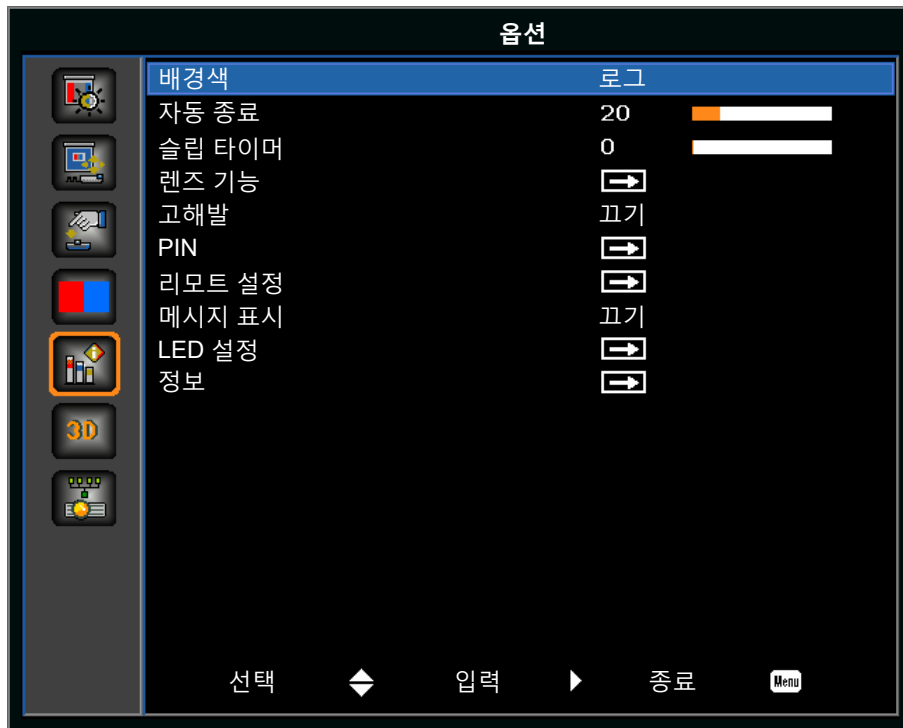 옵션
배경색 로그
자동 종료 20
슬립 타이머 0
렌즈 기능
고해발 끄기
PIN
리모트 설정
메시지 표시 끄기
LED 설정
정보
3D
선택 입력 종료 Menu